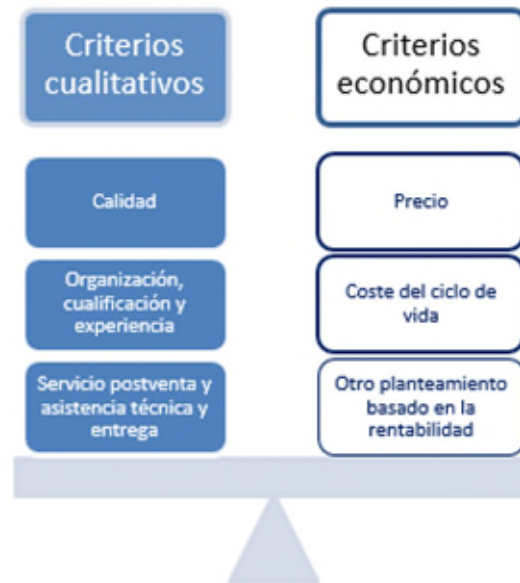 Criterios
cualitativos
Calidad
Organización,
cualificación y
experiencia
Servicio postventa y
asistencia técnica y
entrega
Criterios
económicos
Precio
Coste del ciclo de
vida
Otro planteamiento
basado en la
rentabilidad